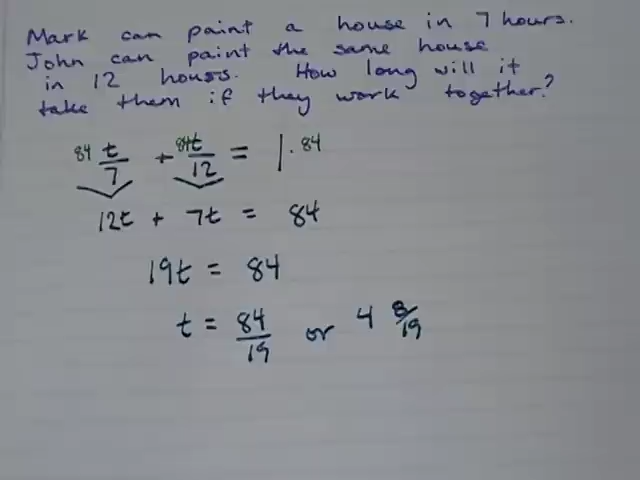 Mark can paint a house in 7 hours.
John can paint the same house
in 12 hours. How long will it
take them if they work together?
84 t/7 + 84t/12 = 1 · 84
12t + 7t = 84
19t = 84
t = 84/19 or 4 8/19